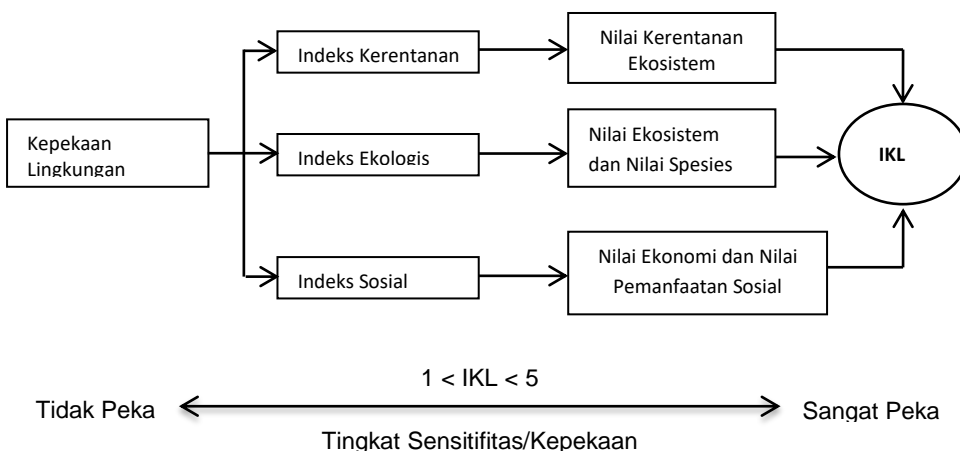 Indeks Kerentanan
Nilai Kerentanan
Ekosistem
Kepekaan
Lingkungan
Indeks Ekologis
Nilai Ekosistem
dan Nilai Spesies
IKL
Indeks Sosial
Nilai Ekonomi dan Nilai
Pemanfaatan Sosial
1 < IKL < 5
Tidak Peka
Sangat Peka
Tingkat Sensitifitas/Kepekaan